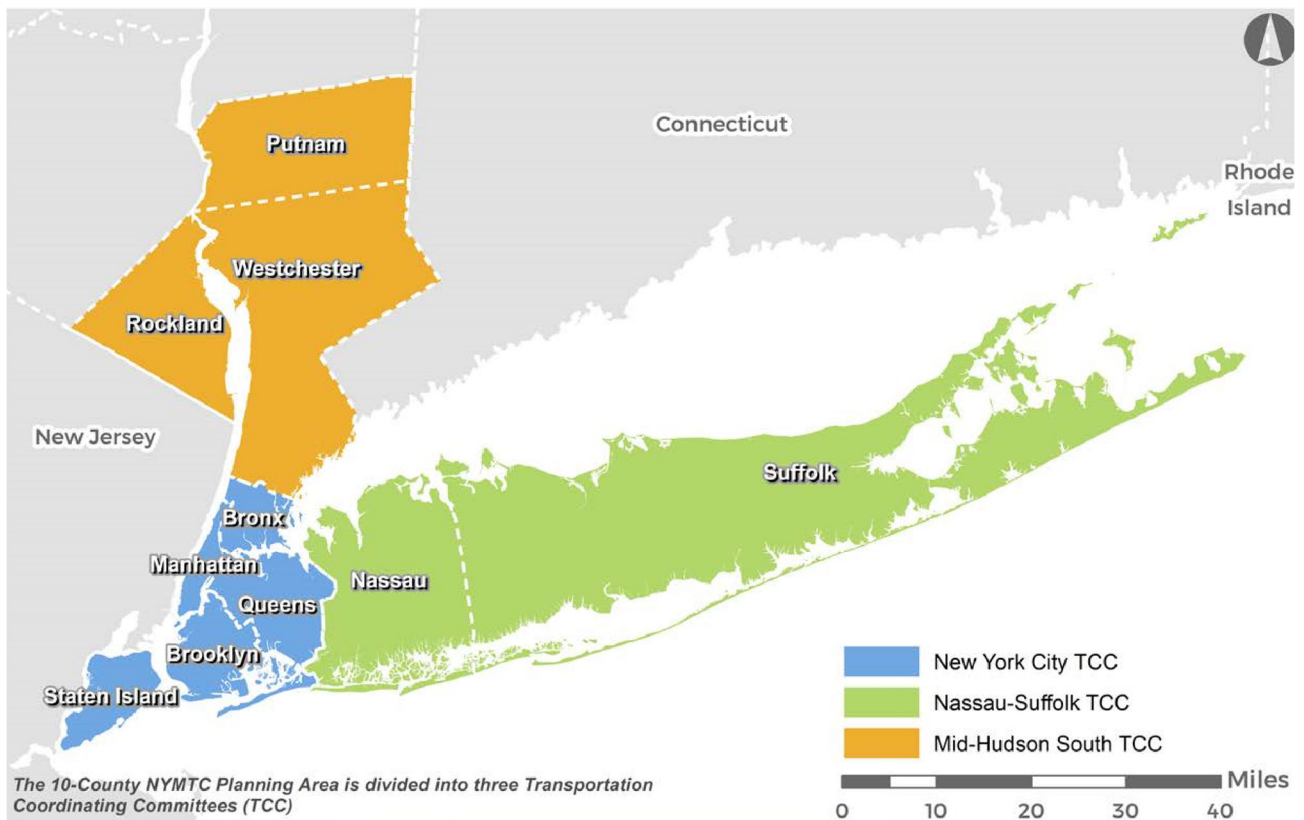 Connecticut
Putnam
Rhode
Island
Westchester
Rockland
New Jersey
Suffolk
Bronx
Manhattan
Nassau
Queens
Brooklyn
Staten Island
New York City TCC
Nassau-Suffolk TCC
Mid-Hudson South TCC
The 10-County NYMTC Planning Area is divided into three Transportation
Coordinating Committees (TCC)
Miles
0 10 20 30 40